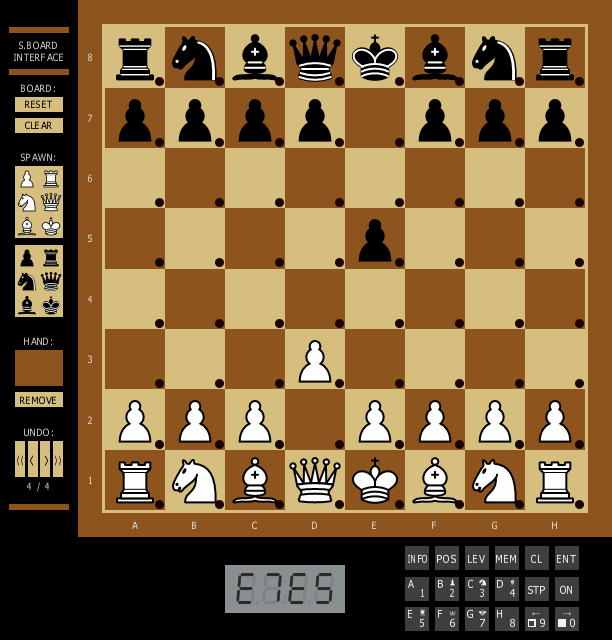 S.BOARD
INTERFACE
BOARD:
RESET
CLEAR
SPAWN:
HAND:
REMOVE
UNDO:
⟨⟨ ⟨ ⟩ ⟩⟩
4 / 4
8
7
6
5
4
3
2
1
A B C D E F G H
E7E5
INFO POS LEV MEM CL ENT
A 1 B 2 C 3 D 4 STP ON
E 5 F 6 G 7 H 8 ← 9 → 0